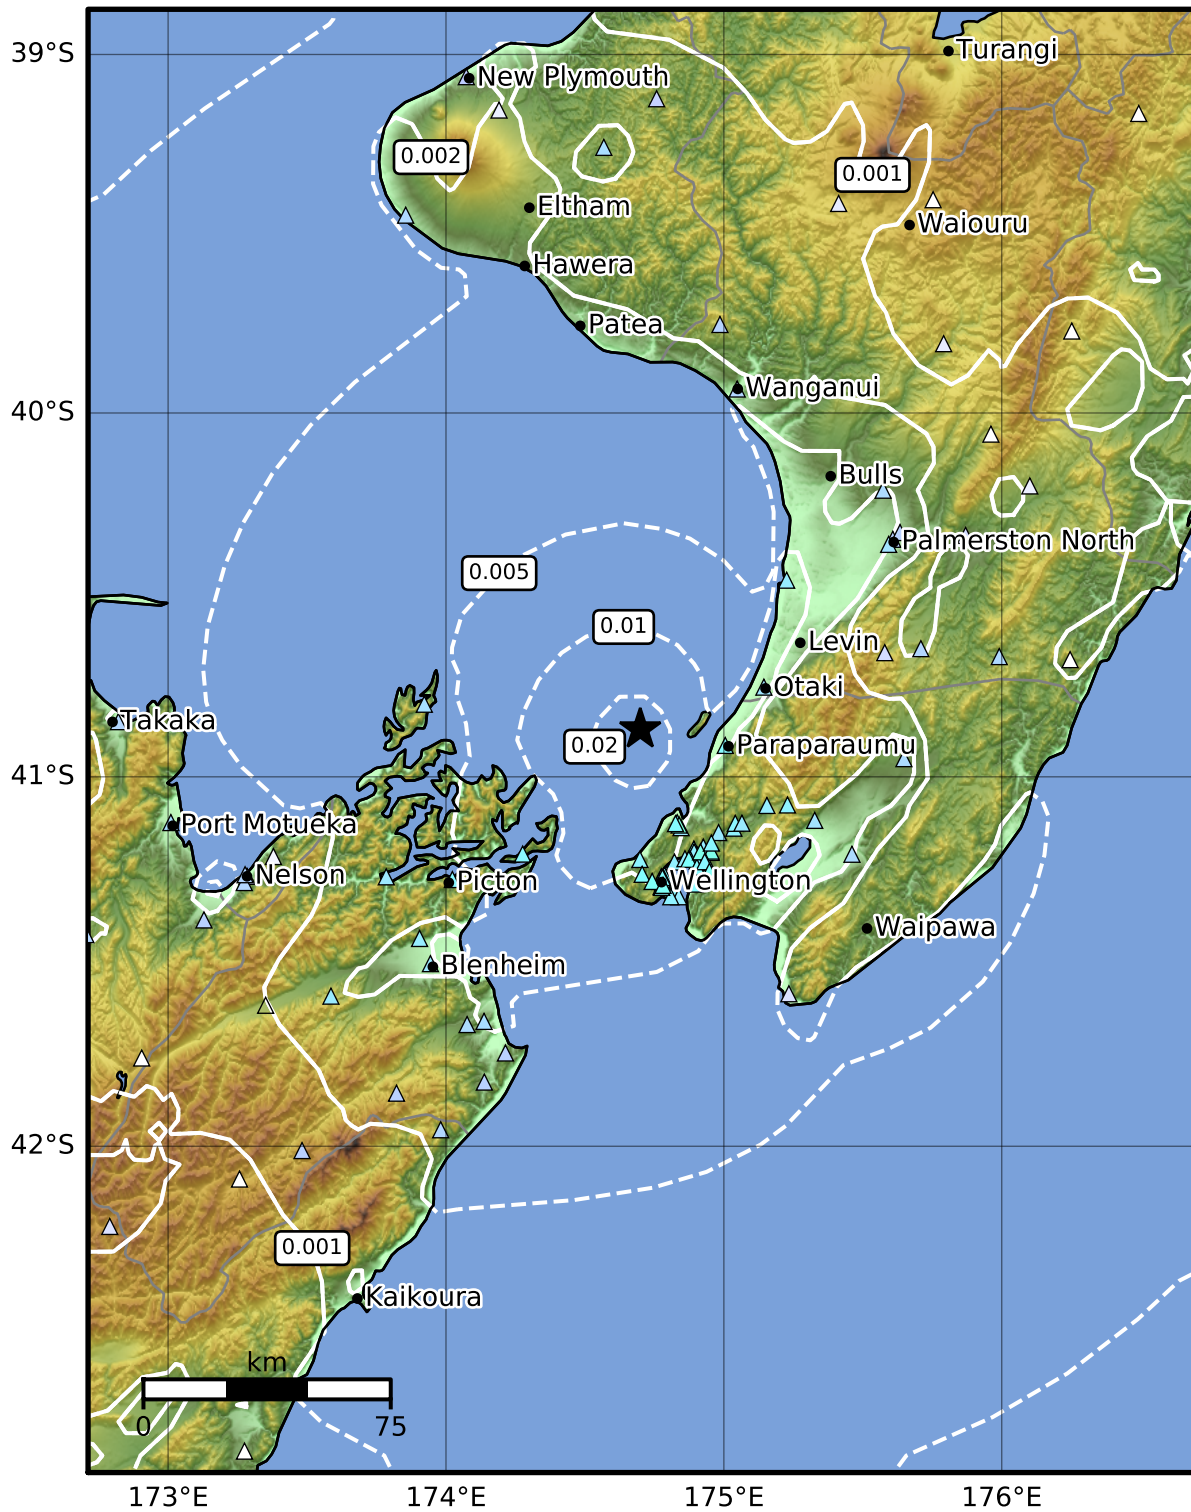 39°S
Turangi
New Plymouth
0.002
0.001
Eltham
Waiouru
Hawera
Patea
Wanganui
40°S
Bulls
Palmerston North
0.005
0.01
Levin
Otaki
Takaka
0.02
Paraparaumu
41°S
Port Motueka
Nelson
Picton
Wellington
Waipawa
Blenheim
42°S
0.001
Kaikoura
km
0
75
173°E
174°E
175°E
176°E